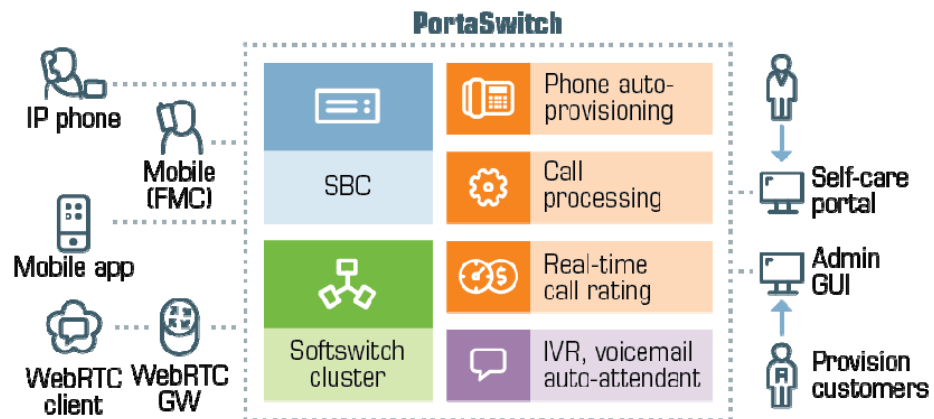 PortaSwitch
IP phone
Mobile
(FMC)
Mobile app
WebRTC
client
WebRTC
GW
SBC
Softswitch
cluster
Phone auto-
provisioning
Call
processing
Real-time
call rating
IVR, voicemail
auto-attendant
Self-care
portal
Admin
GUI
Provision
customers